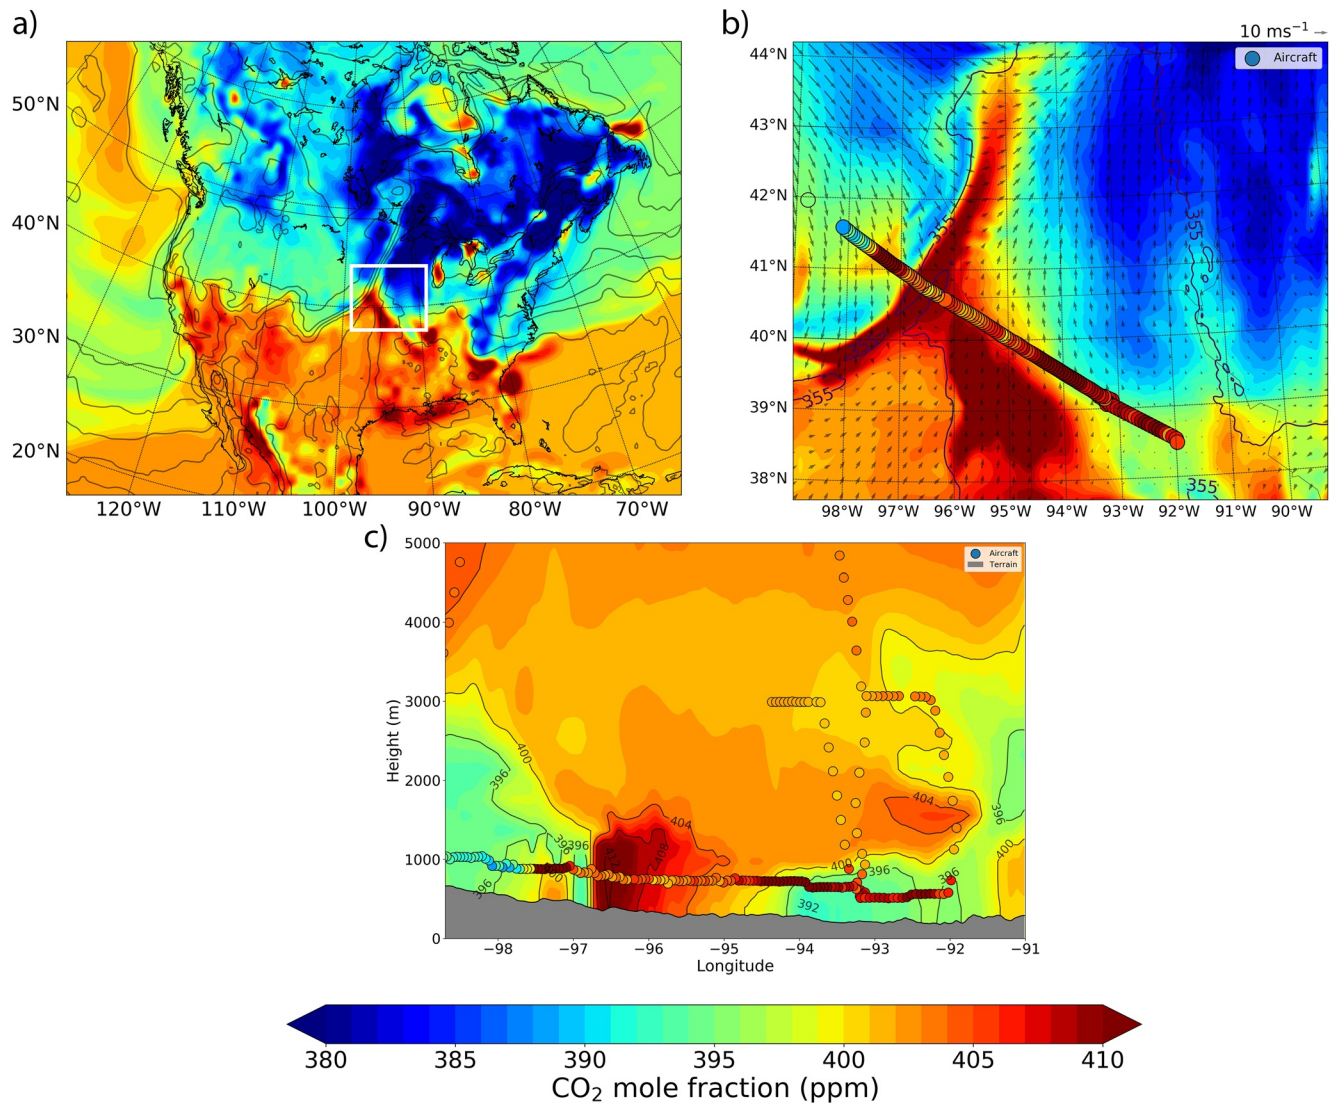 a)
50°N
40°N
30°N
20°N
120°W 110°W 100°W 90°W 80°W 70°W
b)
10 ms⁻¹
Aircraft
44°N
43°N
42°N
41°N
40°N
39°N
38°N
355
355
355
355
98°W 97°W 96°W 95°W 94°W 93°W 92°W 91°W 90°W
c)
Aircraft
Terrain
5000
4000
3000
2000
1000
0
Height (m)
400
396
404
404
396
396
396
412
408
400
396
396
400
396
392
−98 −97 −96 −95 −94 −93 −92 −91
Longitude
380 385 390 395 400 405 410
CO₂ mole fraction (ppm)